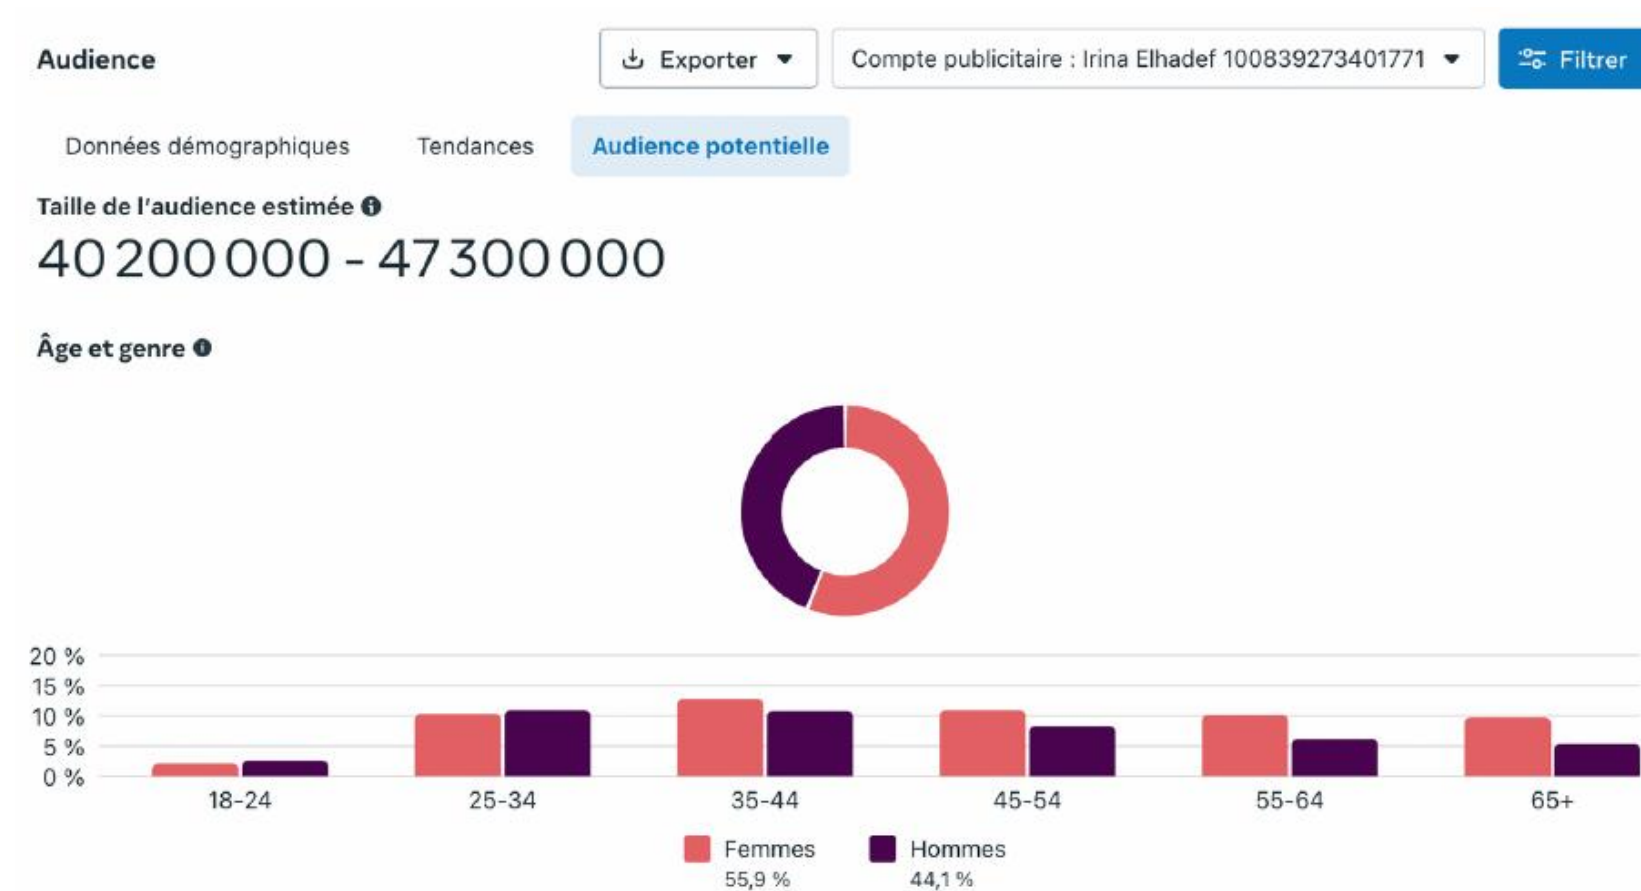 Audience
Exporter
Compte publicitaire : Irina Elhadef 100839273401771
Filtrer
Données démographiques
Tendances
Audience potentielle
Taille de l'audience estimée
40 200 000 - 47 300 000
Âge et genre
20 %
15 %
10 %
5 %
0 %
18-24
25-34
35-44
45-54
55-64
65+
Femmes
55,9 %
Hommes
44,1 %